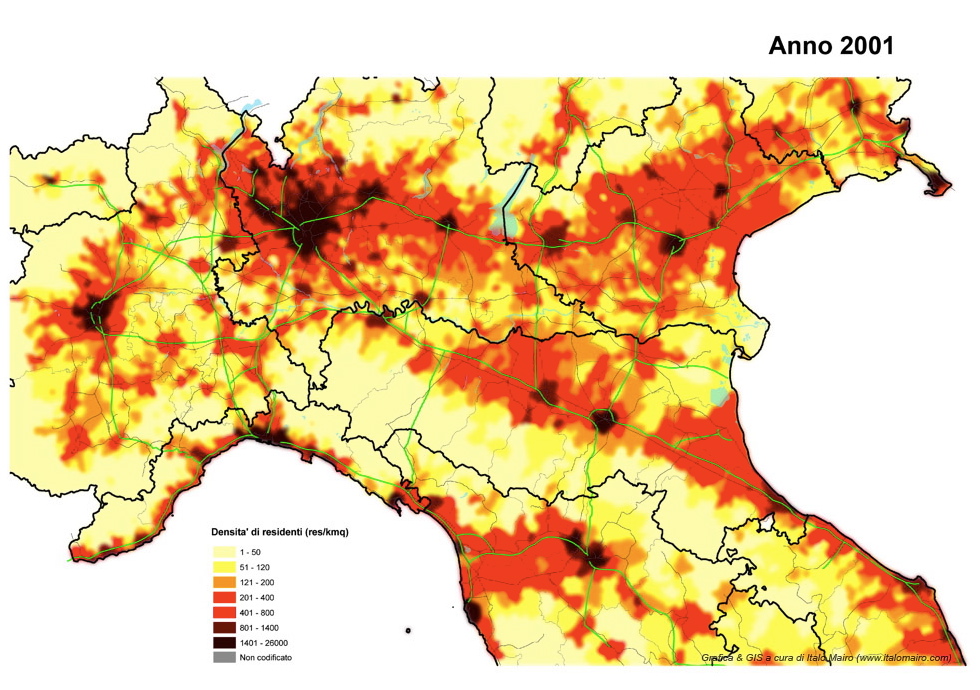 Anno 2001
Densita' di residenti (res/kmq)
1 - 50
51 - 120
121 - 200
201 - 400
401 - 800
801 - 1400
1401 - 26000
Non codificato
Grafica & GIS a cura di Italo Mairo (www.italomairo.com)